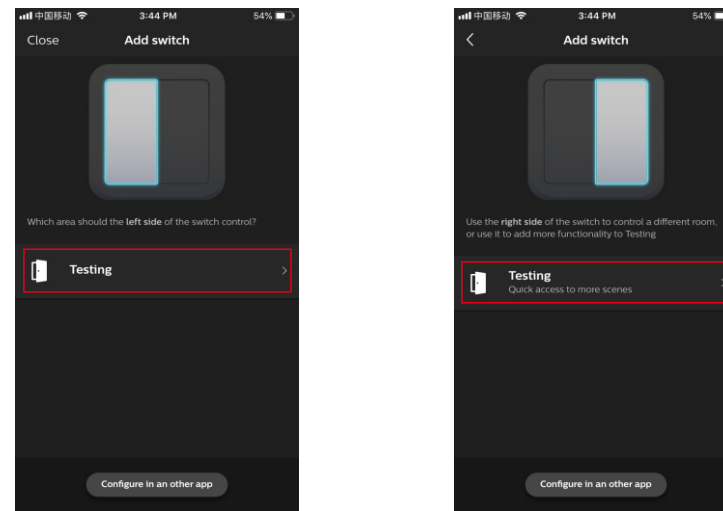 中国移动 3:44 PM 54%
Close Add switch
Which area should the left side of the switch control?
Testing
Configure in an other app
中国移动 3:44 PM 54%
Add switch
Use the right side of the switch to control a different room,
or use it to add more functionality to Testing
Testing
Quick access to more scenes
Configure in an other app